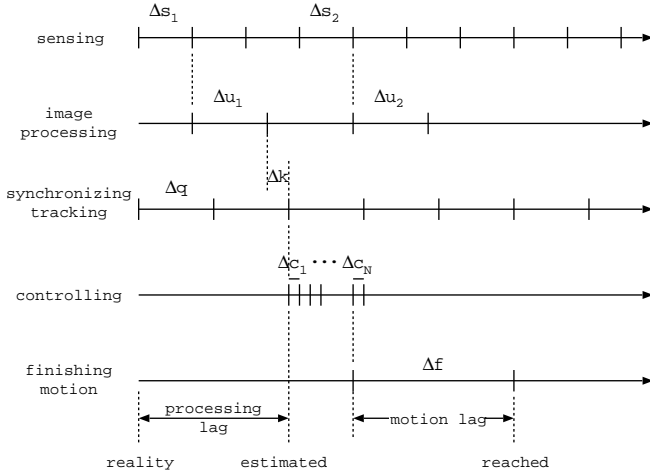 Δs1 Δs2
sensing
Δu1 Δu2
image
processing
Δk
Δq
synchronizing
tracking
Δc1 ··· ΔcN
controlling
Δf
finishing
motion
processing
lag
motion lag
reality estimated reached